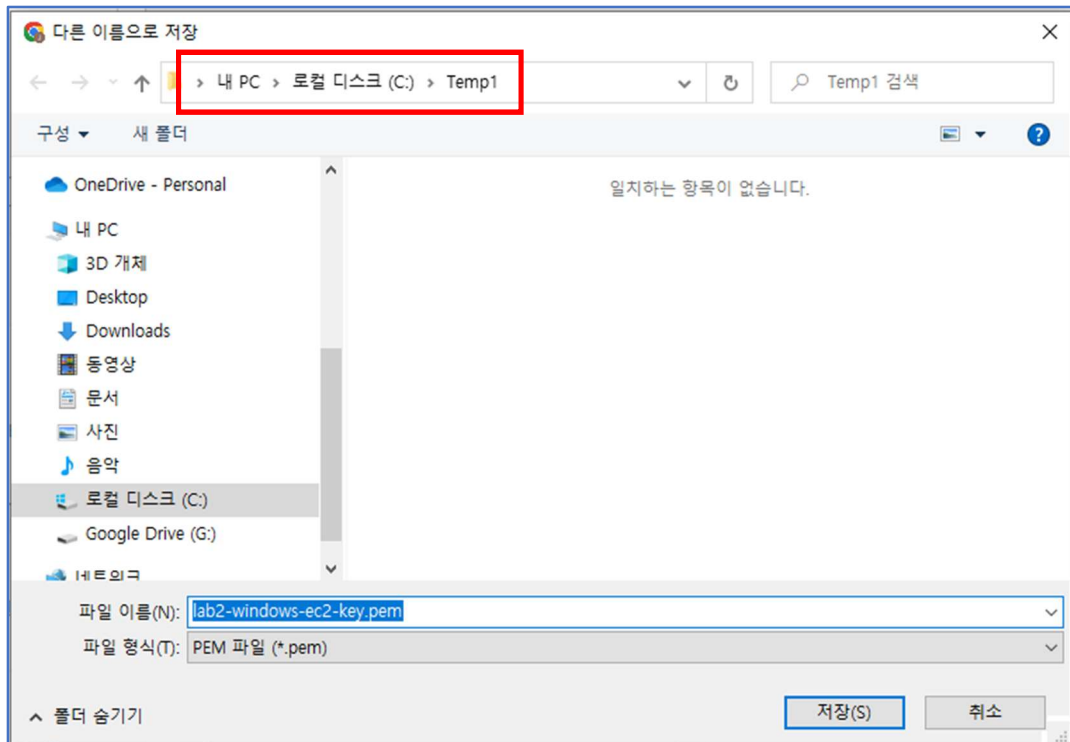 다른 이름으로 저장
› 내 PC › 로컬 디스크 (C:) › Temp1
Temp1 검색
구성
새 폴더
OneDrive - Personal
내 PC
3D 개체
Desktop
Downloads
동영상
문서
사진
음악
로컬 디스크 (C:)
Google Drive (G:)
네트워크
일치하는 항목이 없습니다.
파일 이름(N): lab2-windows-ec2-key.pem
파일 형식(T): PEM 파일 (*.pem)
폴더 숨기기
저장(S)
취소